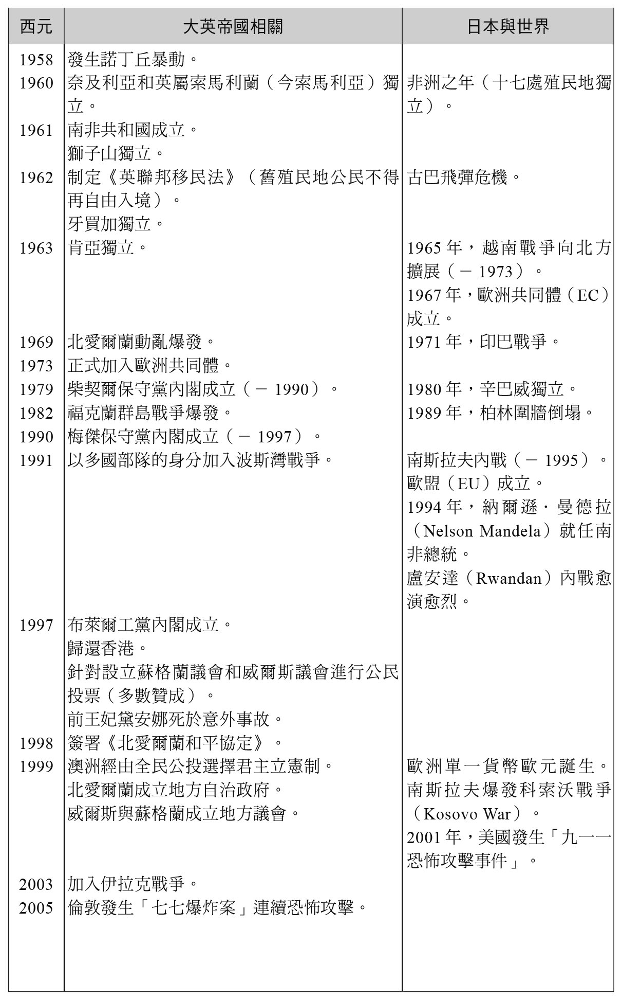 西元 大英帝國相關 日本與世界
1958 發生諾丁丘暴動。
1960 奈及利亞和英屬索馬利蘭（今索馬利亞）獨 非洲之年（十七處殖民地獨
立。 立）。
1961 南非共和國成立。
獅子山獨立。
1962 制定《英聯邦移民法》（舊殖民地公民不得 古巴飛彈危機。
再自由入境）。
牙買加獨立。
1963 肯亞獨立。 1965 年，越南戰爭向北方
擴展（－ 1973）。
1967 年，歐洲共同體（EC）
成立。
1969 北愛爾蘭動亂爆發。 1971 年，印巴戰爭。
1973 正式加入歐洲共同體。
1979 柴契爾保守黨內閣成立（－ 1990）。 1980 年，辛巴威獨立。
1982 福克蘭群島戰爭爆發。 1989 年，柏林圍牆倒塌。
1990 梅傑保守黨內閣成立（－ 1997）。
1991 以多國部隊的身分加入波斯灣戰爭。 南斯拉夫內戰（－ 1995）。
歐盟（EU）成立。
1994 年，納爾遜．曼德拉
（Nelson Mandela）就任南
非總統。
盧安達（Rwandan）內戰愈
演愈烈。
1997 布萊爾工黨內閣成立。
歸還香港。
針對設立蘇格蘭議會和威爾斯議會進行公民
投票（多數贊成）。
前王妃黛安娜死於意外事故。
1998 簽署《北愛爾蘭和平協定》。
1999 澳洲經由全民公投選擇君主立憲制。 歐洲單一貨幣歐元誕生。
北愛爾蘭成立地方自治政府。 南斯拉夫爆發科索沃戰爭
威爾斯與蘇格蘭成立地方議會。 （Kosovo War）。
2001 年，美國發生「九一一
恐怖攻擊事件」。
2003 加入伊拉克戰爭。
2005 倫敦發生「七七爆炸案」連續恐怖攻擊。